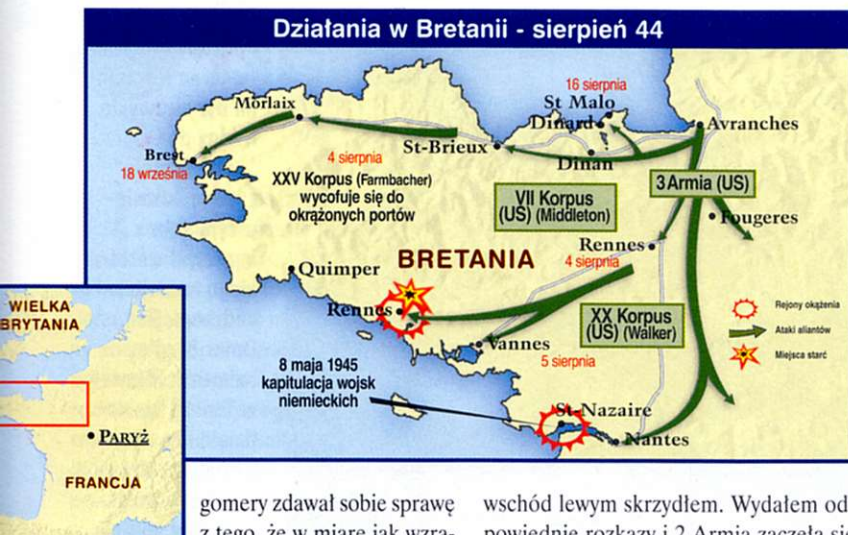 Działania w Bretanii - sierpień 44
16 sierpnia
St Malo
Morlaix
Dinard
Avranches
St-Brieux
Brest
18 września
4 sierpnia
Dinan
XXV Korpus (Farmbacher)
wycofuje się do
okrążonych portów
VII Korpus
(US) (Middleton)
3 Armia (US)
Fougeres
Rennes
4 sierpnia
BRETANIA
Quimper
Rennes
XX Korpus
(US) (Walker)
Rejony okążenia
Ataki aliantów
Miejsca starć
Vannes
5 sierpnia
8 maja 1945
kapitulacja wojsk
niemieckich
St-Nazaire
Nantes
WIELKA
BRYTANIA
PARYŻ
FRANCJA
gomery zdawał sobie sprawę
z tego, że w miarę jak wzra-
wschód lewym skrzydłem. Wydałem od
powiednie rozkazy i 2 Armia zaczęła się